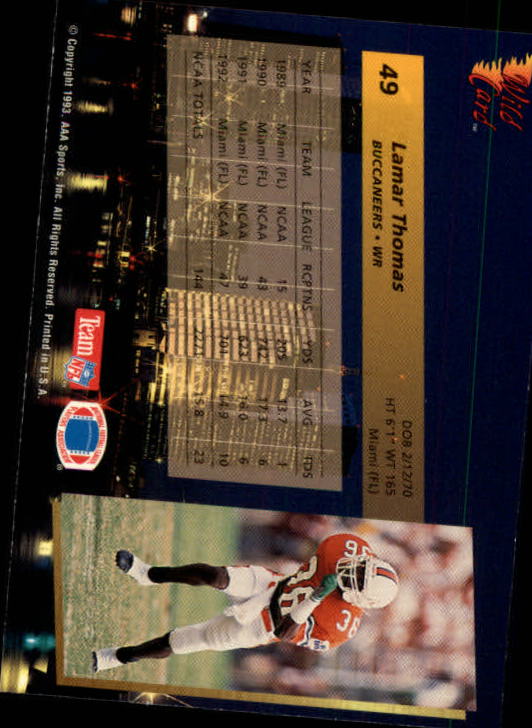 Wild
Card™
49
Lamar Thomas
BUCCANEERS • WR
DOB 2/12/70
HT 6'1" WT 165
Miami (FL)
YEAR TEAM LEAGUE RCPTNS YDS AVG TDS
1989 Miami (FL) NCAA 15 205 13.7 1
1990 Miami (FL) NCAA 43 742 17.3 6
1991 Miami (FL) NCAA 39 623 16.0 6
1992 Miami (FL) NCAA 47 701 14.9 10
NCAA TOTALS 144 2271 15.8 23
Team
NFL
© Copyright 1993, AAA Sports, Inc. All Rights Reserved. Printed in U.S.A.
®
36
36